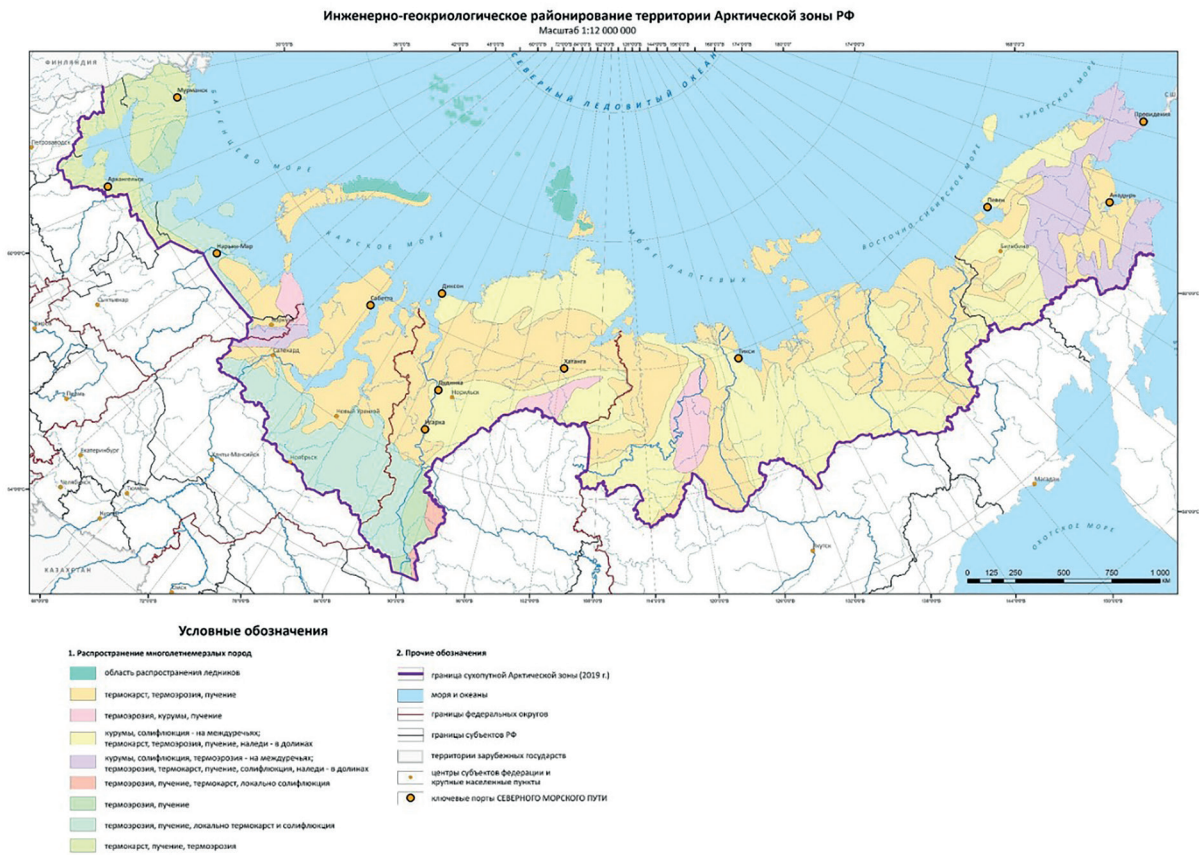 Инженерно-геокриологическое районирование территории Арктической зоны РФ
Масштаб 1:12 000 000
ФИНЛЯНДИЯ
СЕВЕРНЫЙ ЛЕДОВИТЫЙ ОКЕАН
ЧУКОТСКОЕ МОРЕ
США
Мурманск
БАРЕНЦЕВО МОРЕ
Провидения
Петрозаводск
Архангельск
Певек
Анадырь
КАРСКОЕ МОРЕ
МОРЕ ЛАПТЕВЫХ
ВОСТОЧНО-СИБИРСКОЕ МОРЕ
Нарьян-Мар
Билибино
Сыктывкар
Сабетта
Диксон
Киров
Воркута
Салехард
Тикси
Хатанга
Дудинка
Норильск
Пермь
Новый Уренгой
Игарка
Екатеринбург
Ханты-Мансийск
Ноябрьск
Челябинск
Тюмень
Курган
Магадан
ОХОТСКОЕ МОРЕ
Якутск
КАЗАХСТАН
Омск
0 125 250 500 750 1 000
КМ
Условные обозначения
1. Распространение многолетнемерзлых пород
область распространения ледников
термокарст, термоэрозия, пучение
термоэрозия, курумы, пучение
курумы, солифлюкция - на междуречьях;
термокарст, термоэрозия, пучение, наледи - в долинах
курумы, солифлюкция, термоэрозия - на междуречьях;
термоэрозия, термокарст, пучение, солифлюкция, наледи - в долинах
термоэрозия, пучение, термокарст, локально солифлюкция
термоэрозия, пучение
термоэрозия, пучение, локально термокарст и солифлюкция
термокарст, пучение, термоэрозия
2. Прочие обозначения
граница сухопутной Арктической зоны (2019 г.)
моря и океаны
границы федеральных округов
границы субъектов РФ
территории зарубежных государств
центры субъектов федерации и
крупные населенные пункты
ключевые порты СЕВЕРНОГО МОРСКОГО ПУТИ